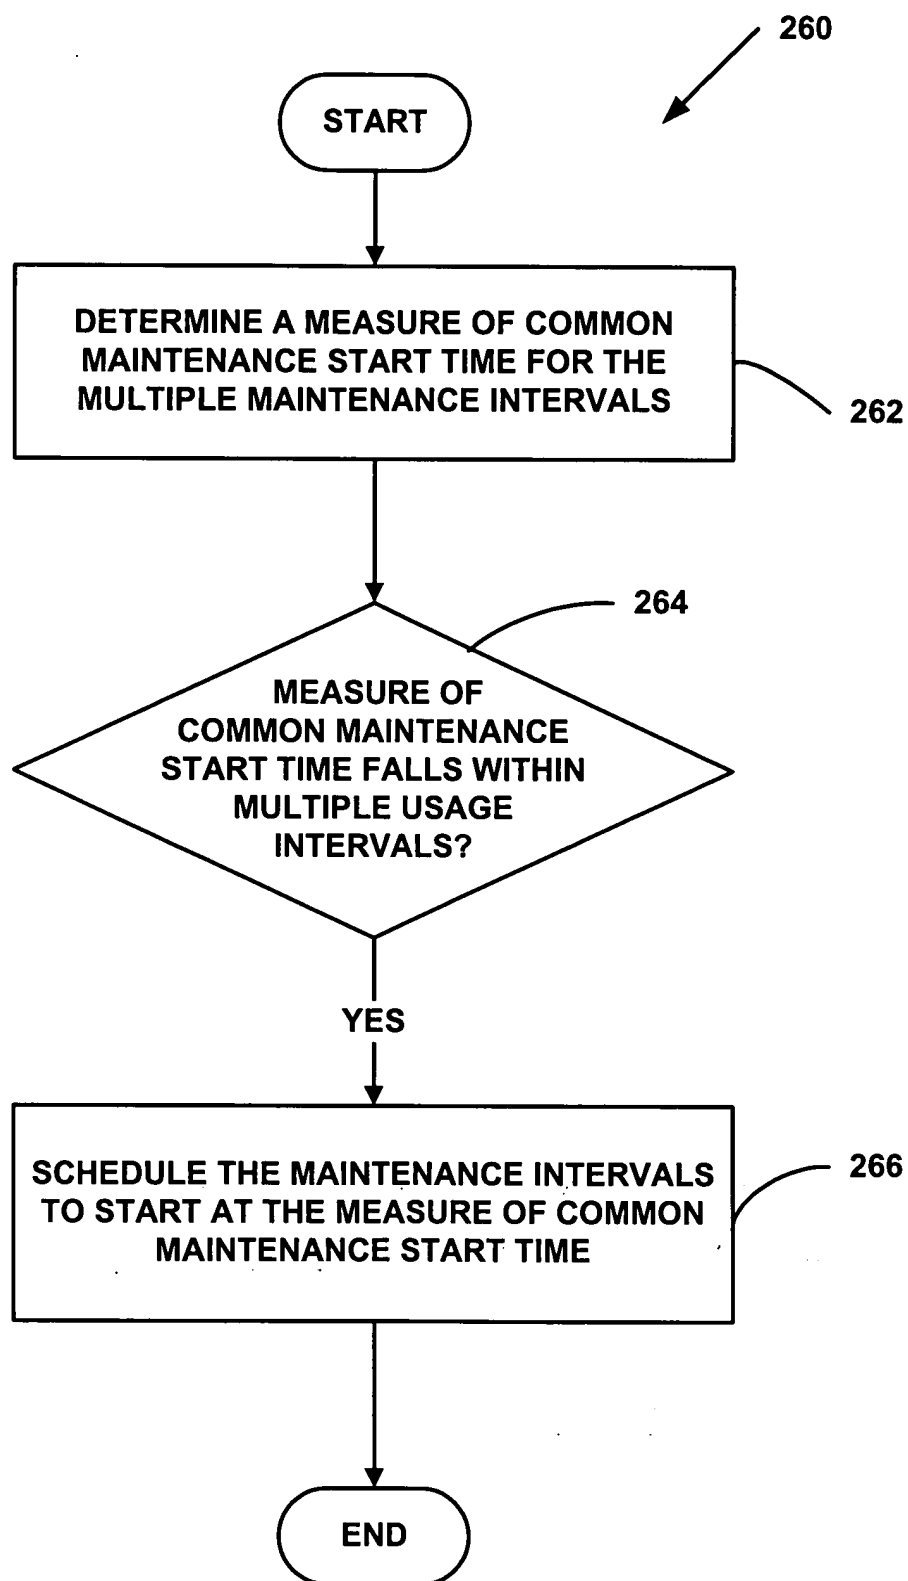 260
START
DETERMINE A MEASURE OF COMMON
MAINTENANCE START TIME FOR THE
MULTIPLE MAINTENANCE INTERVALS
262
264
MEASURE OF
COMMON MAINTENANCE
START TIME FALLS WITHIN
MULTIPLE USAGE
INTERVALS?
YES
SCHEDULE THE MAINTENANCE INTERVALS
TO START AT THE MEASURE OF COMMON
MAINTENANCE START TIME
266
END